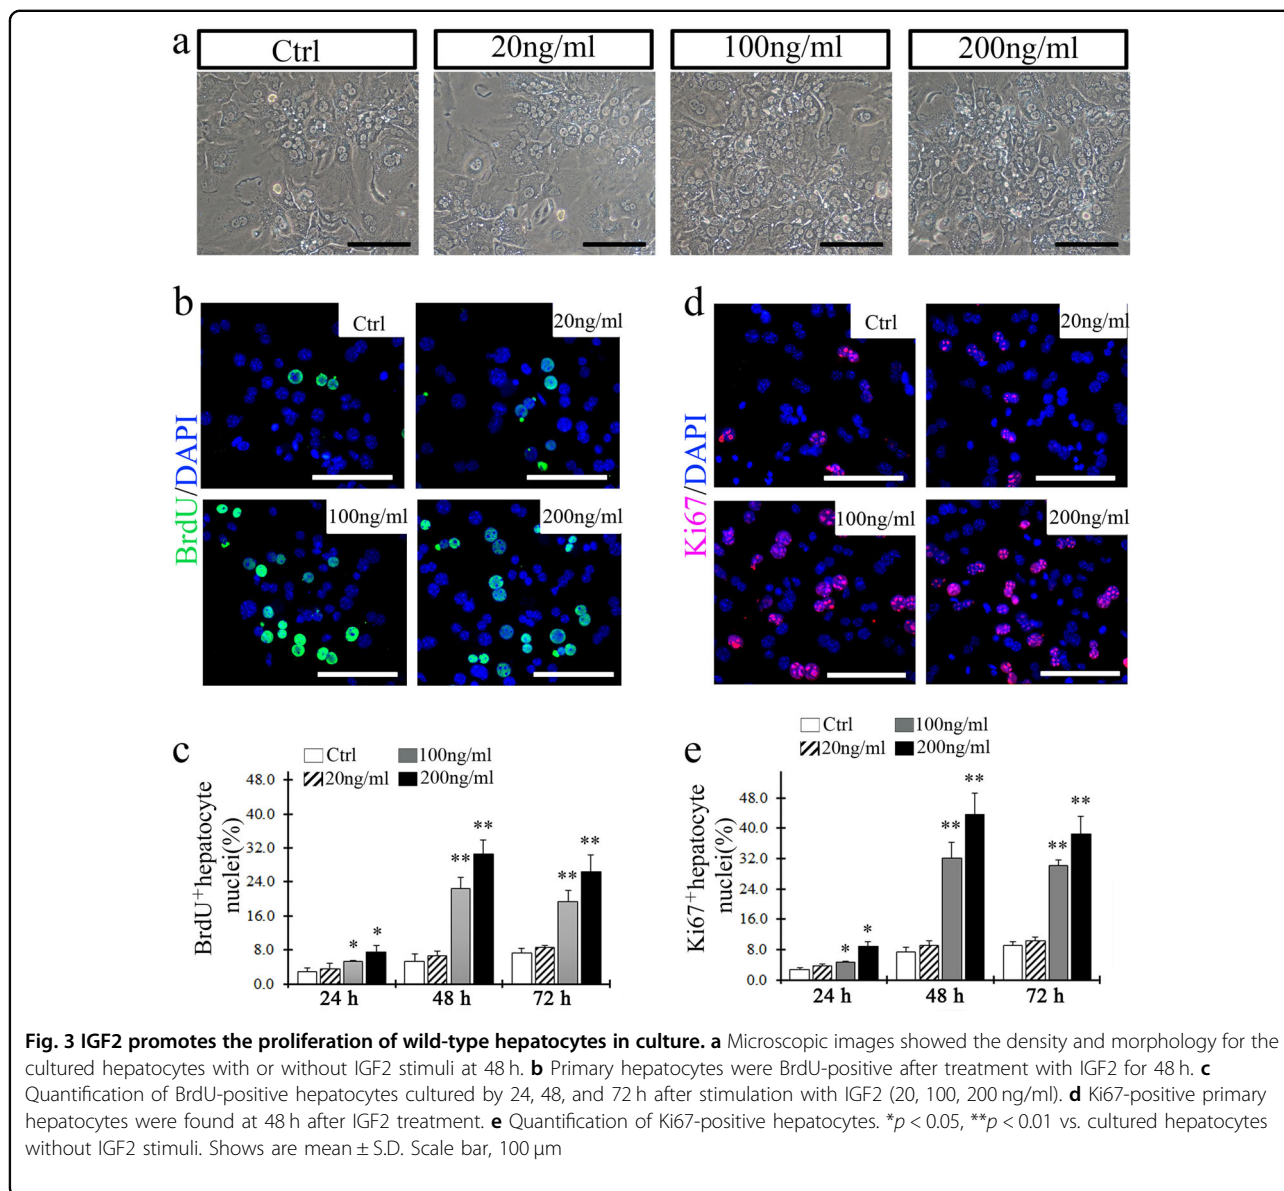 a
Ctrl
20ng/ml
100ng/ml
200ng/ml
b
BrdU/DAPI
Ctrl
20ng/ml
100ng/ml
200ng/ml
d
Ki67/DAPI
Ctrl
20ng/ml
100ng/ml
200ng/ml
c
Ctrl
100ng/ml
20ng/ml
200ng/ml
BrdU⁺hepatocyte
nuclei(%)
48.0
40.0
32.0
24.0
16.0
8.0
0.0
* *
** **
** **
24 h
48 h
72 h
e
Ctrl
100ng/ml
20ng/ml
200ng/ml
Ki67⁺hepatocyte
nuclei(%)
48.0
40.0
32.0
24.0
16.0
8.0
0.0
* *
** **
** **
24 h
48 h
72 h
Fig. 3 IGF2 promotes the proliferation of wild-type hepatocytes in culture. a Microscopic images showed the density and morphology for the
cultured hepatocytes with or without IGF2 stimuli at 48 h. b Primary hepatocytes were BrdU-positive after treatment with IGF2 for 48 h. c
Quantification of BrdU-positive hepatocytes cultured by 24, 48, and 72 h after stimulation with IGF2 (20, 100, 200 ng/ml). d Ki67-positive primary
hepatocytes were found at 48 h after IGF2 treatment. e Quantification of Ki67-positive hepatocytes. *p < 0.05, **p < 0.01 vs. cultured hepatocytes
without IGF2 stimuli. Shows are mean ± S.D. Scale bar, 100 μm